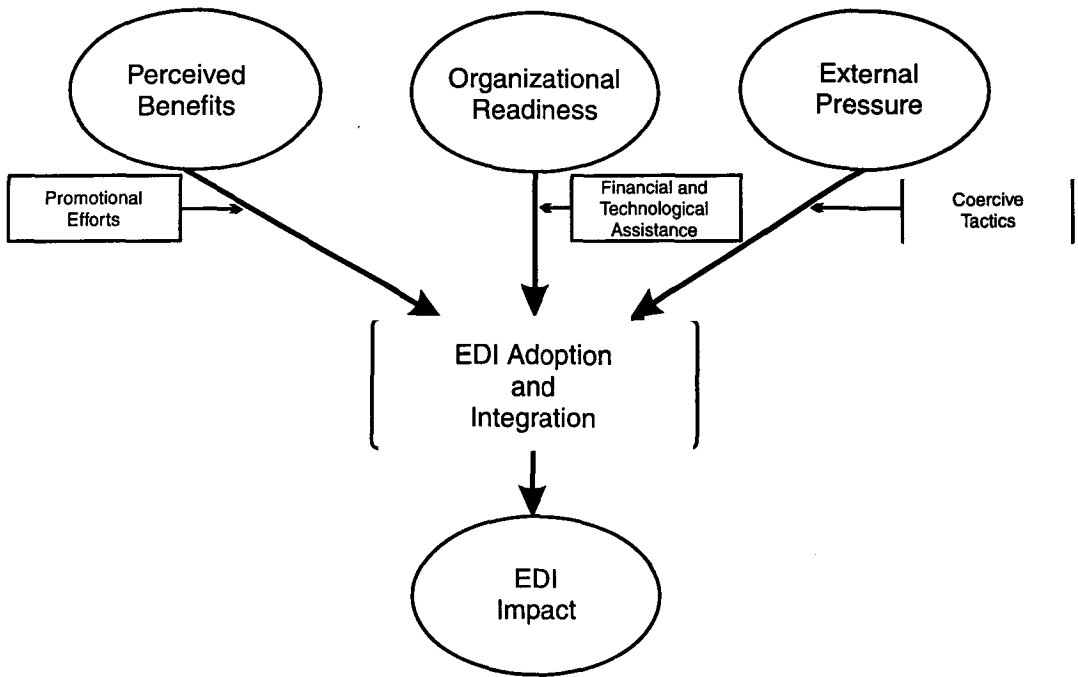 Perceived
Benefits
Organizational
Readiness
External
Pressure
Promotional
Efforts
Financial and
Technological
Assistance
Coercive
Tactics
EDI Adoption
and
Integration
EDI
Impact